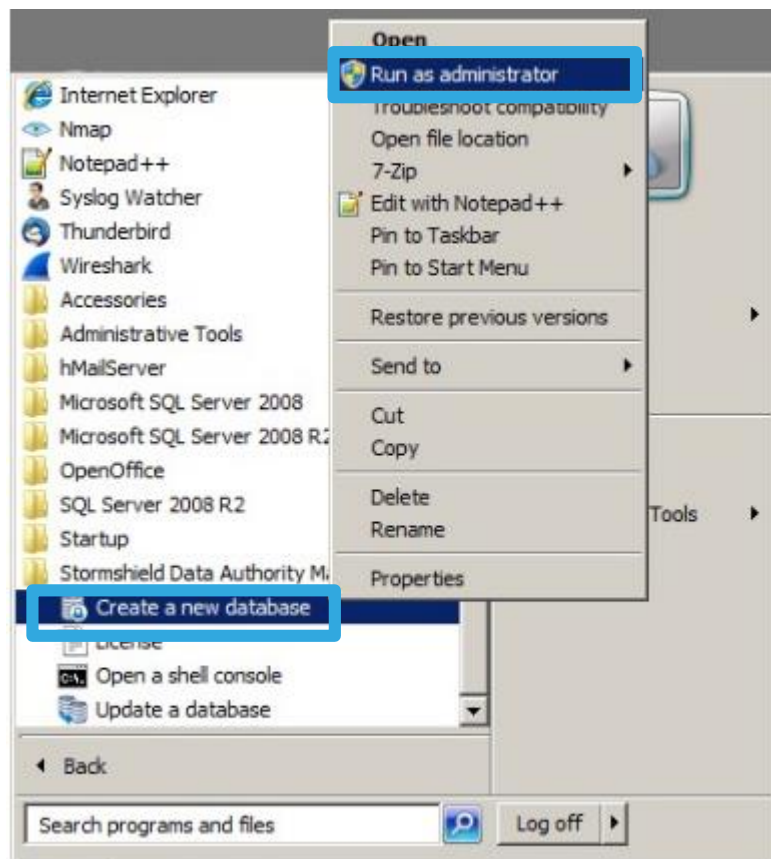 Open
Run as administrator
Troubleshoot compatibility
Open file location
7-Zip
Edit with Notepad++
Pin to Taskbar
Pin to Start Menu
Restore previous versions
Send to
Cut
Copy
Delete
Rename
Properties
Internet Explorer
Nmap
Notepad++
Syslog Watcher
Thunderbird
Wireshark
Accessories
Administrative Tools
hMailServer
Microsoft SQL Server 2008
Microsoft SQL Server 2008 R2
OpenOffice
SQL Server 2008 R2
Startup
Stormshield Data Authority M
Create a new database
License
Open a shell console
Update a database
Tools
Back
Search programs and files
Log off